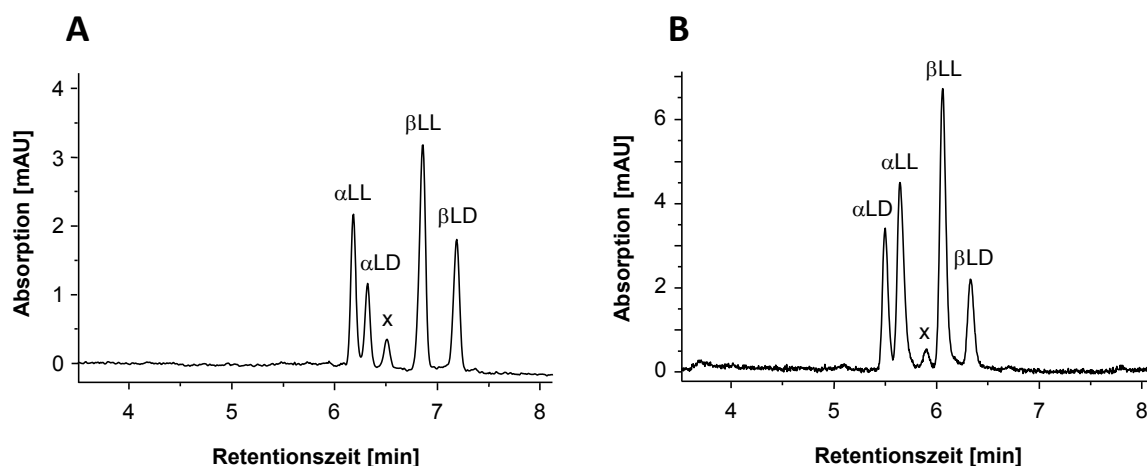 A
Absorption [mAU]
4
3
2
1
0
αLL
αLD
x
βLL
βLD
4 5 6 7 8
Retentionszeit [min]
B
Absorption [mAU]
6
4
2
0
αLD
αLL
x
βLL
βLD
4 5 6 7 8
Retentionszeit [min]